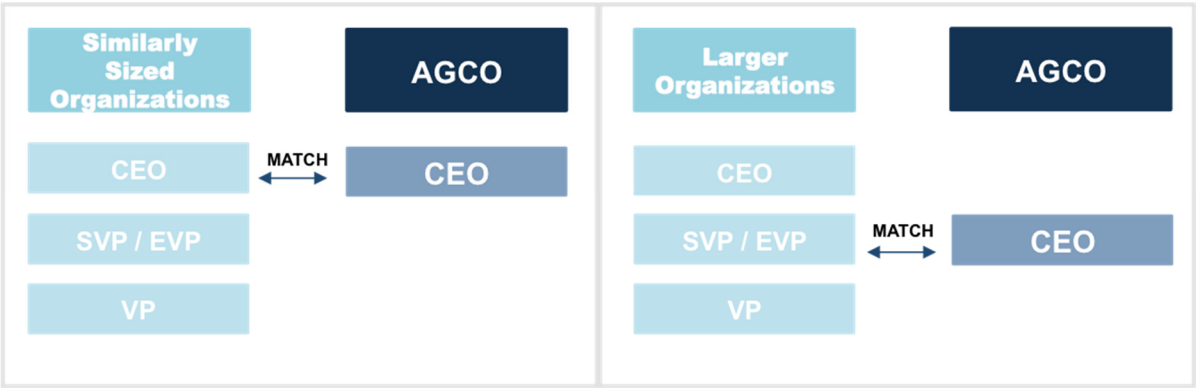 Similarly
Sized
Organizations
AGCO
CEO
MATCH
CEO
SVP / EVP
VP
Larger
Organizations
AGCO
CEO
SVP / EVP
MATCH
CEO
VP